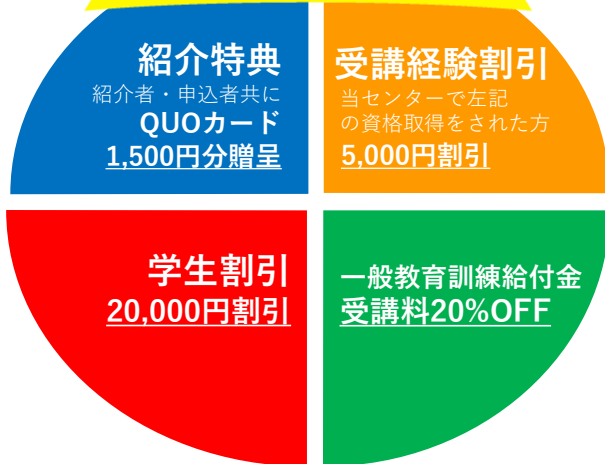 紹介特典
紹介者・申込者共に
QUOカード
1,500円分贈呈
受講経験割引
当センターで左記
の資格取得をされた方
5,000円割引
学生割引
20,000円割引
一般教育訓練給付金
受講料20%OFF